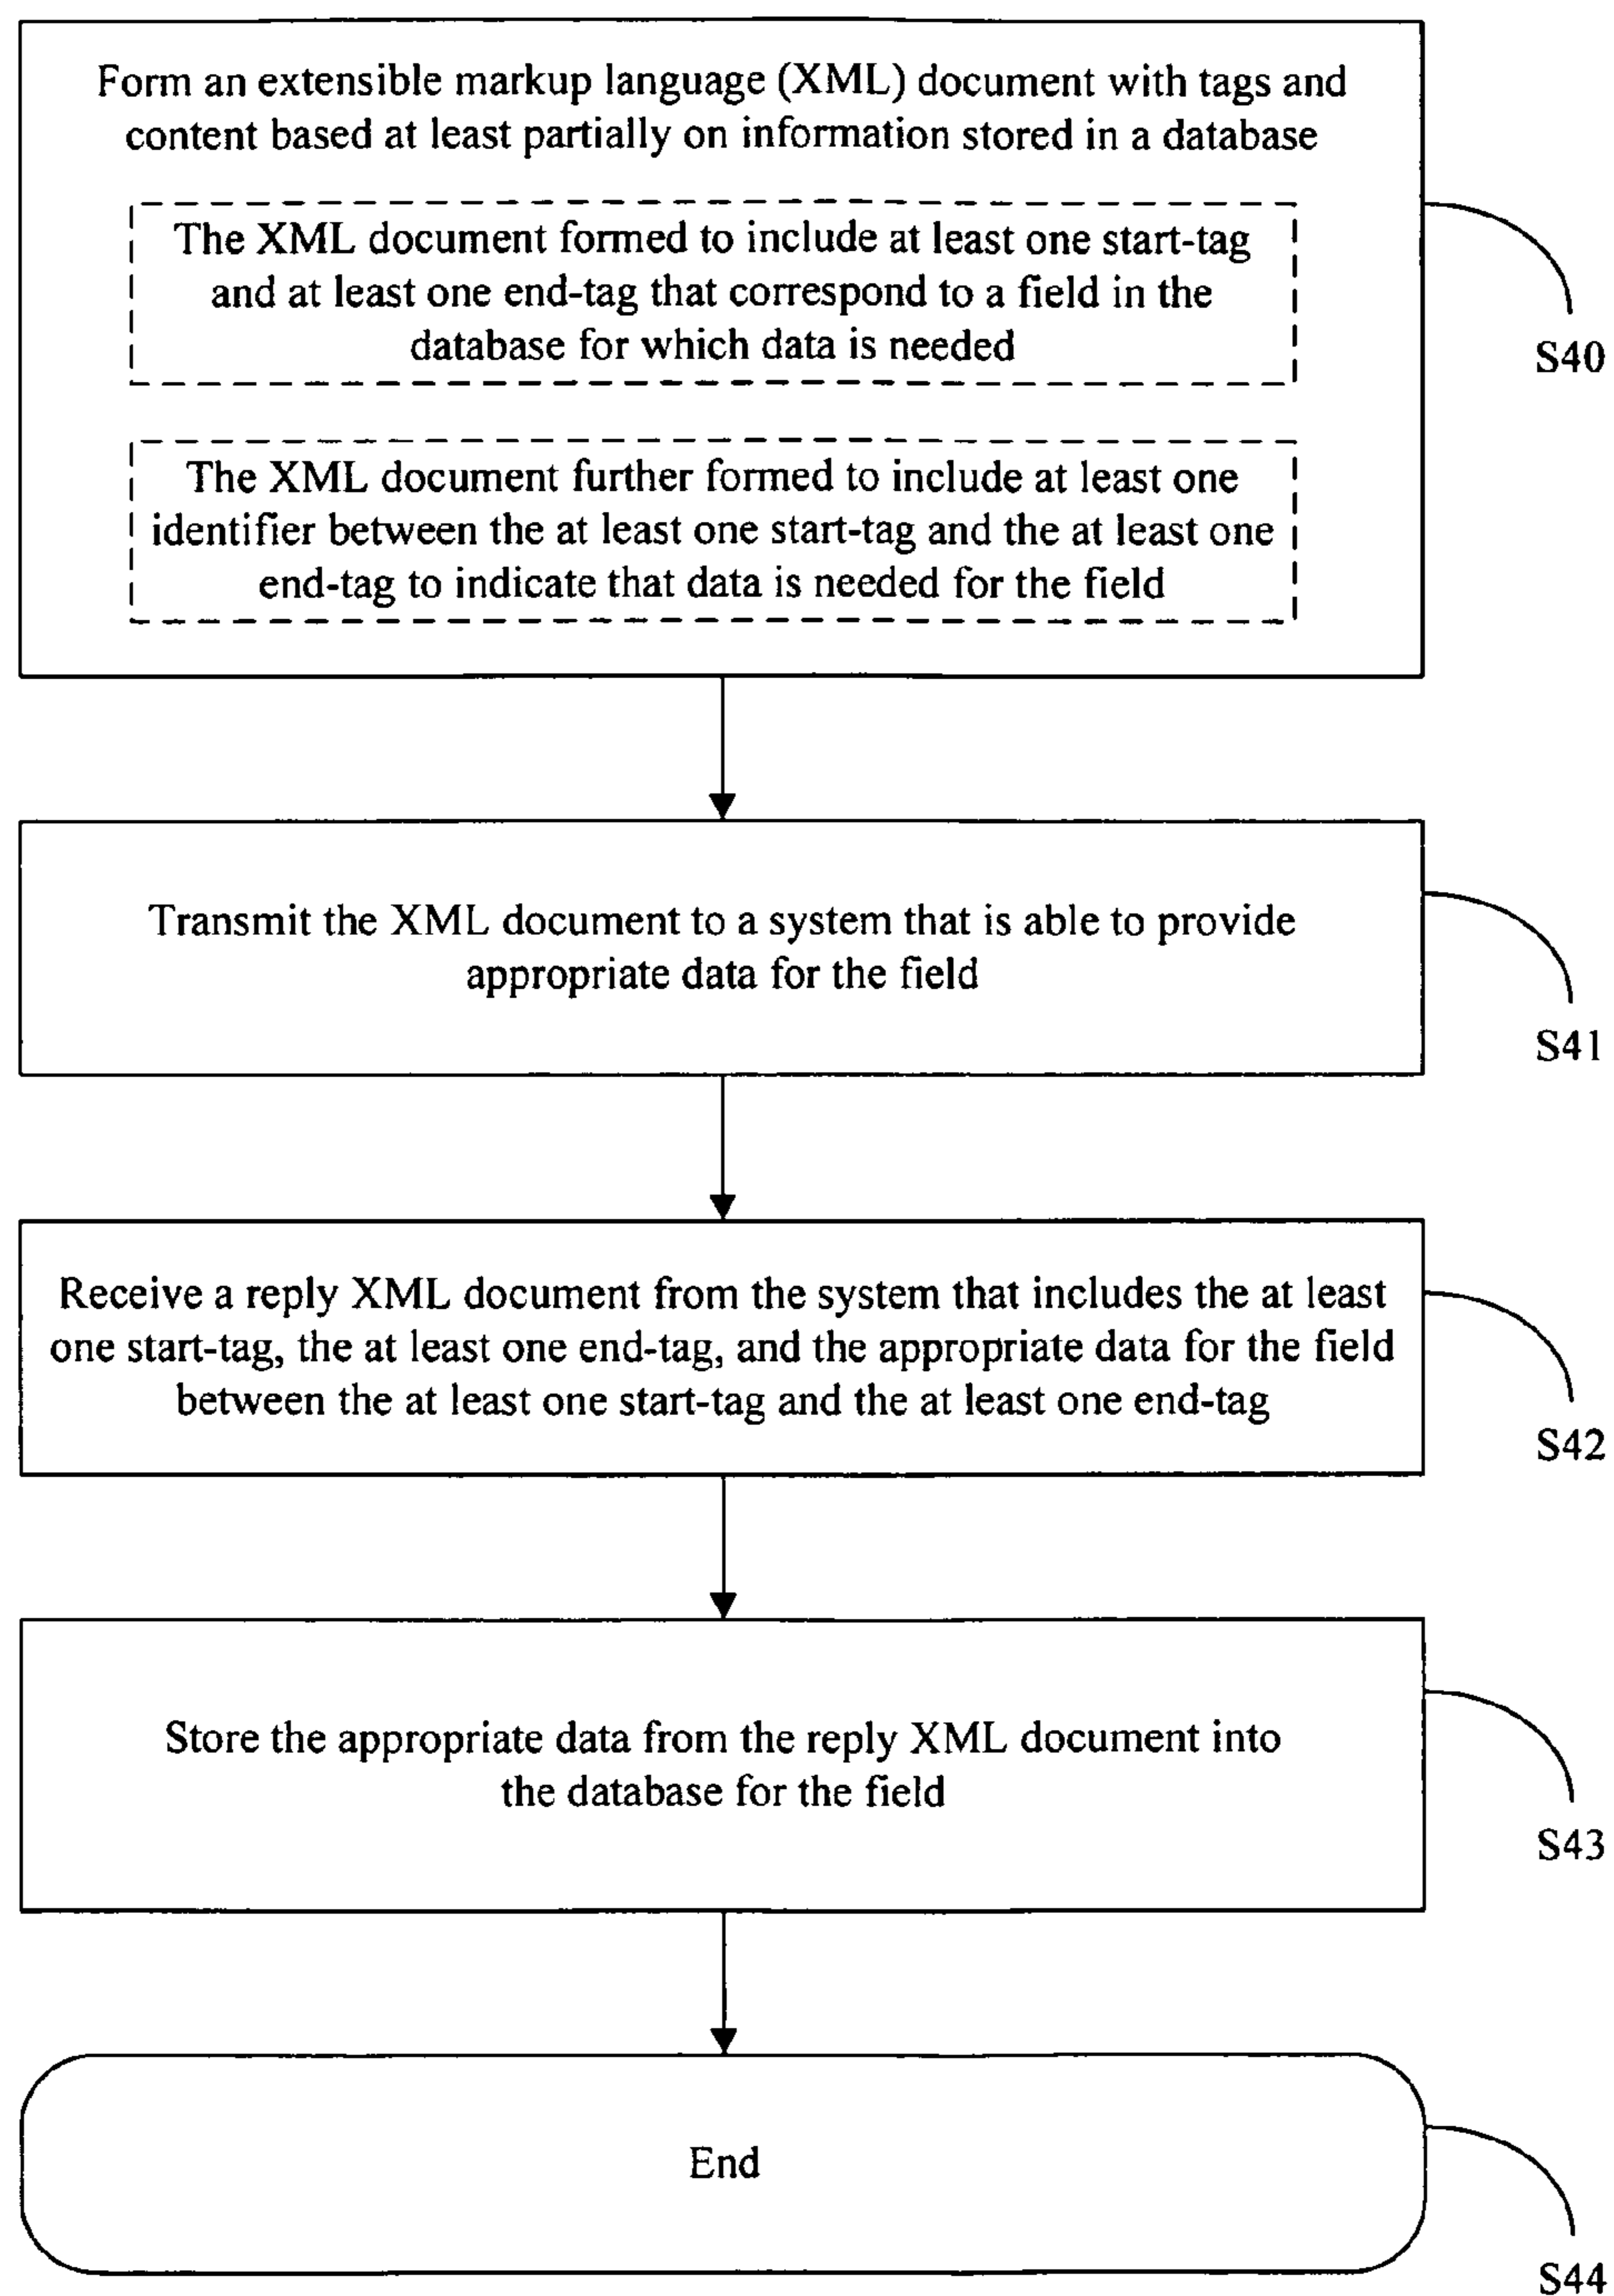 Form an extensible markup language (XML) document with tags and
content based at least partially on information stored in a database
The XML document formed to include at least one start-tag
and at least one end-tag that correspond to a field in the
database for which data is needed
S40
The XML document further formed to include at least one
identifier between the at least one start-tag and the at least one
end-tag to indicate that data is needed for the field
Transmit the XML document to a system that is able to provide
appropriate data for the field
S41
Receive a reply XML document from the system that includes the at least
one start-tag, the at least one end-tag, and the appropriate data for the field
between the at least one start-tag and the at least one end-tag
S42
Store the appropriate data from the reply XML document into
the database for the field
S43
End
S44